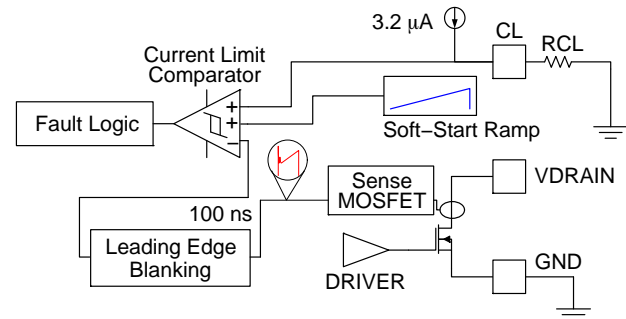 3.2 μA
CL
RCL
Current Limit
Comparator
+
+
−
Fault Logic
Soft−Start Ramp
Sense
MOSFET
VDRAIN
100 ns
Leading Edge
Blanking
DRIVER
GND